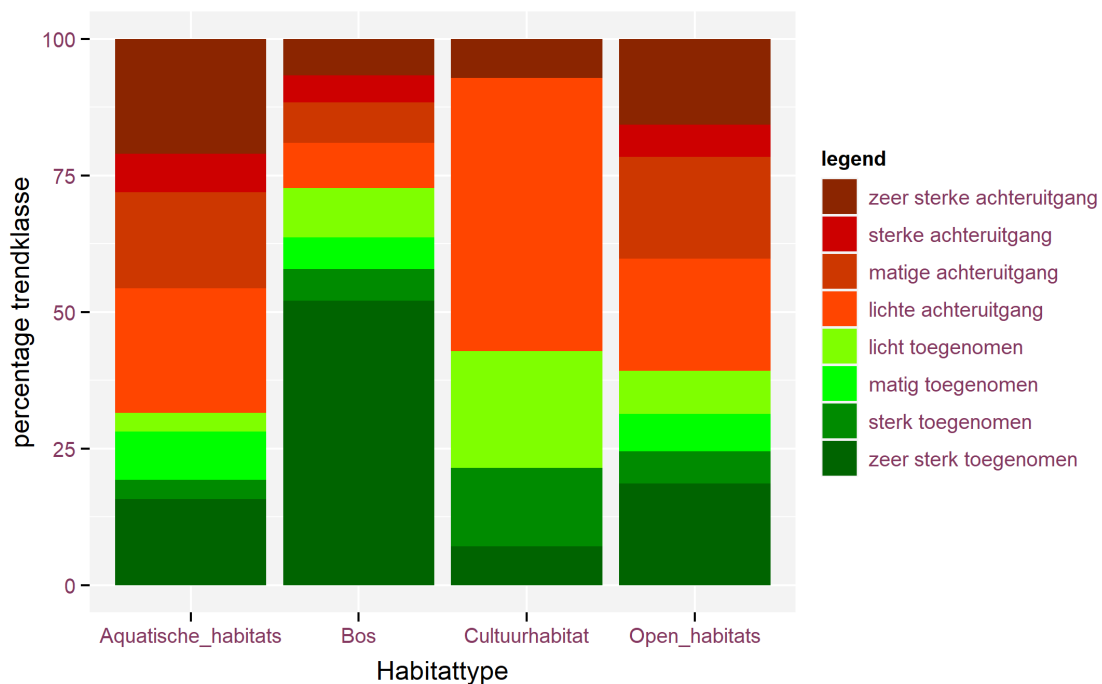 percentage trendklasse
100
75
50
25
0
Aquatische_habitats
Bos
Cultuurhabitat
Open_habitats
Habitattype
legend
zeer sterke achteruitgang
sterke achteruitgang
matige achteruitgang
lichte achteruitgang
licht toegenomen
matig toegenomen
sterk toegenomen
zeer sterk toegenomen